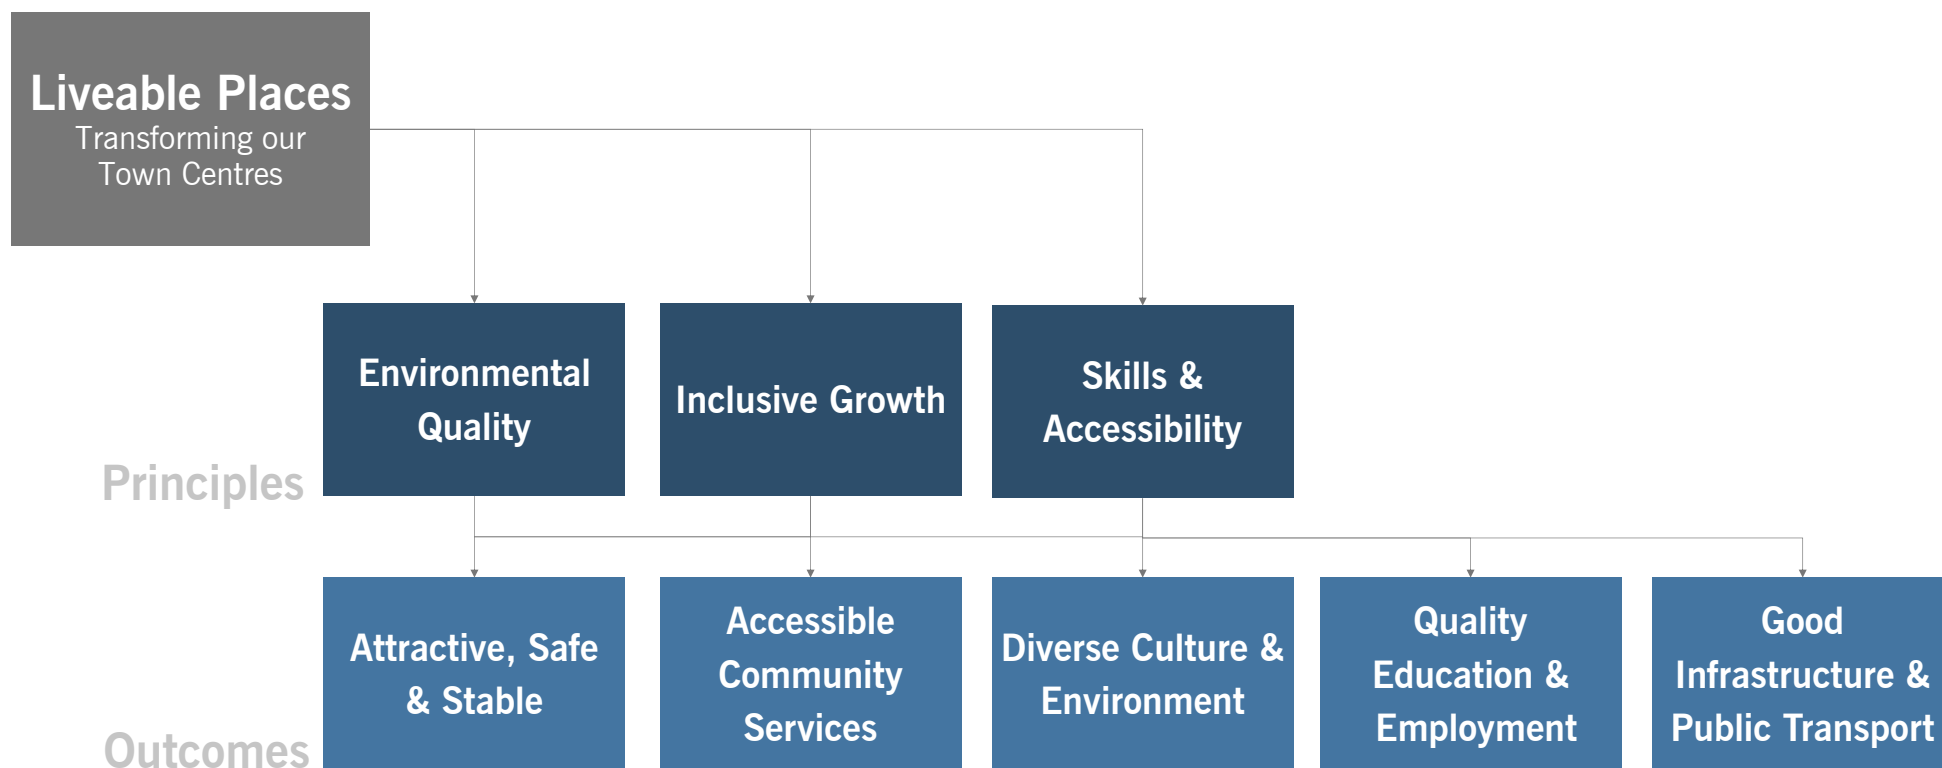 Liveable Places
Transforming our
Town Centres
Environmental
Quality
Inclusive Growth
Skills &
Accessibility
Principles
Attractive, Safe
& Stable
Accessible
Community
Services
Diverse Culture &
Environment
Quality
Education &
Employment
Good
Infrastructure &
Public Transport
Outcomes